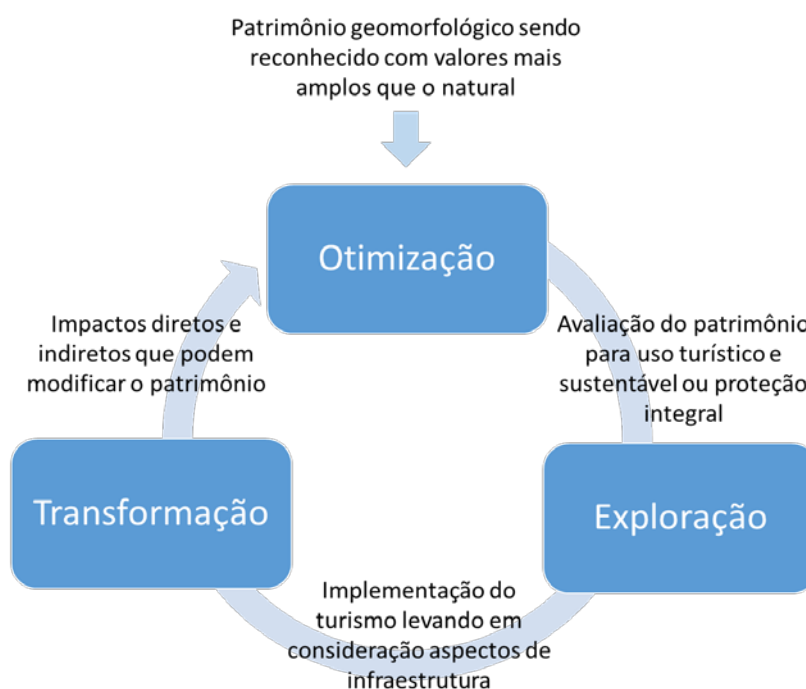 Patrimônio geomorfológico sendo
reconhecido com valores mais
amplos que o natural
Otimização
Impactos diretos e
indiretos que podem
modificar o patrimônio
Avaliação do patrimônio
para uso turístico e
sustentável ou proteção
integral
Transformação
Exploração
Implementação do
turismo levando em
consideração aspectos de
infraestrutura